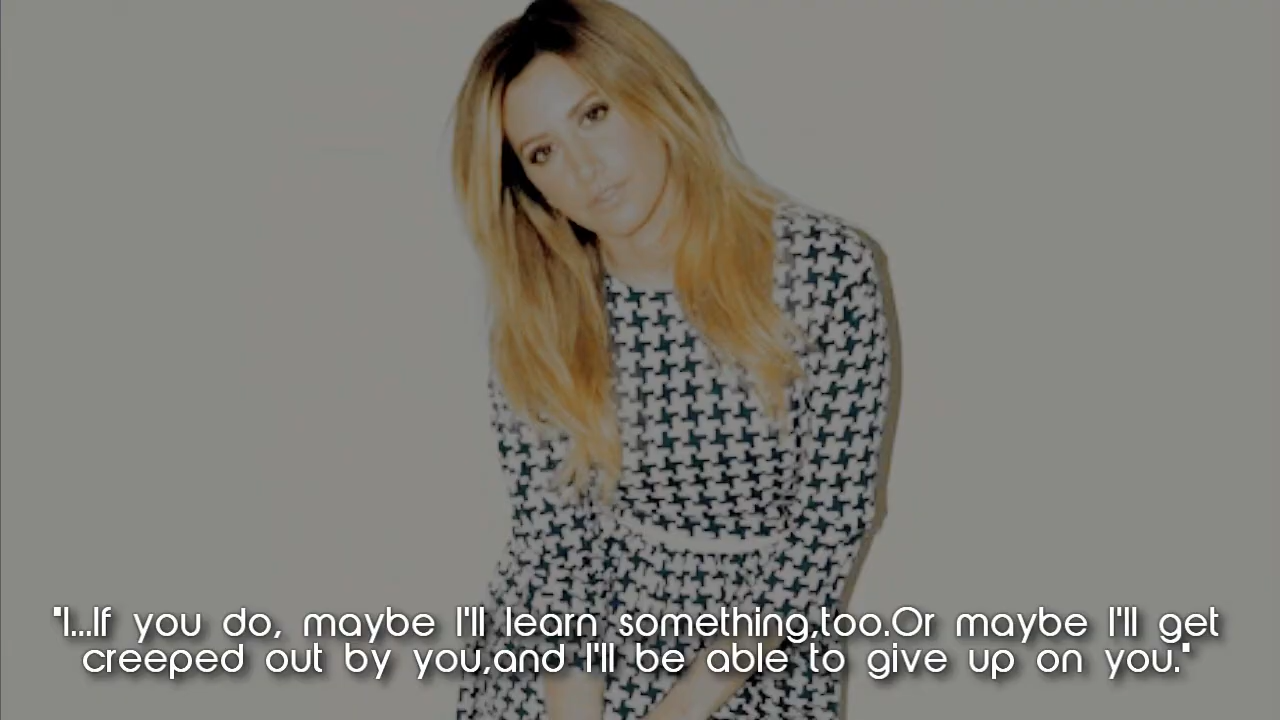 "I...If you do, maybe I'll learn something,too.Or maybe I'll get
creeped out by you,and I'll be able to give up on you."